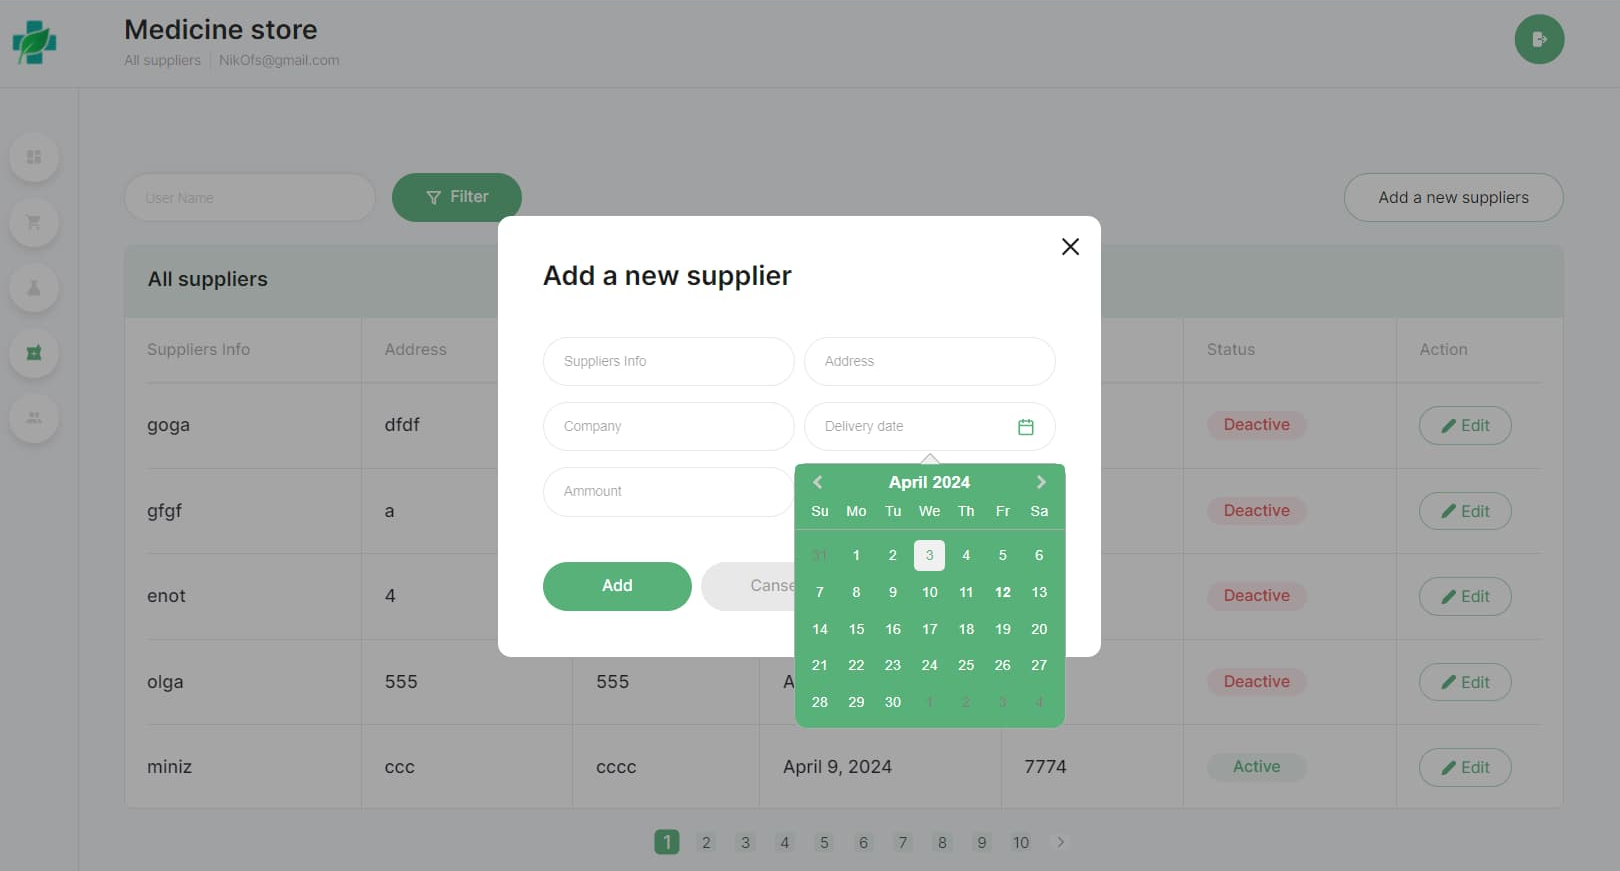 Medicine store
All suppliers | NikOfs@gmail.com
User Name
Filter
Add a new suppliers
All suppliers
Suppliers Info Address Status Action
goga dfdf Deactive Edit
gfgf a Deactive Edit
enot 4 Deactive Edit
olga 555 555 A Deactive Edit
miniz ccc cccc April 9, 2024 7774 Active Edit
1 2 3 4 5 6 7 8 9 10
Add a new supplier
Suppliers Info Address
Company Delivery date
Ammount
Add Canse
April 2024
Su Mo Tu We Th Fr Sa
31 1 2 3 4 5 6
7 8 9 10 11 12 13
14 15 16 17 18 19 20
21 22 23 24 25 26 27
28 29 30 1 2 3 4